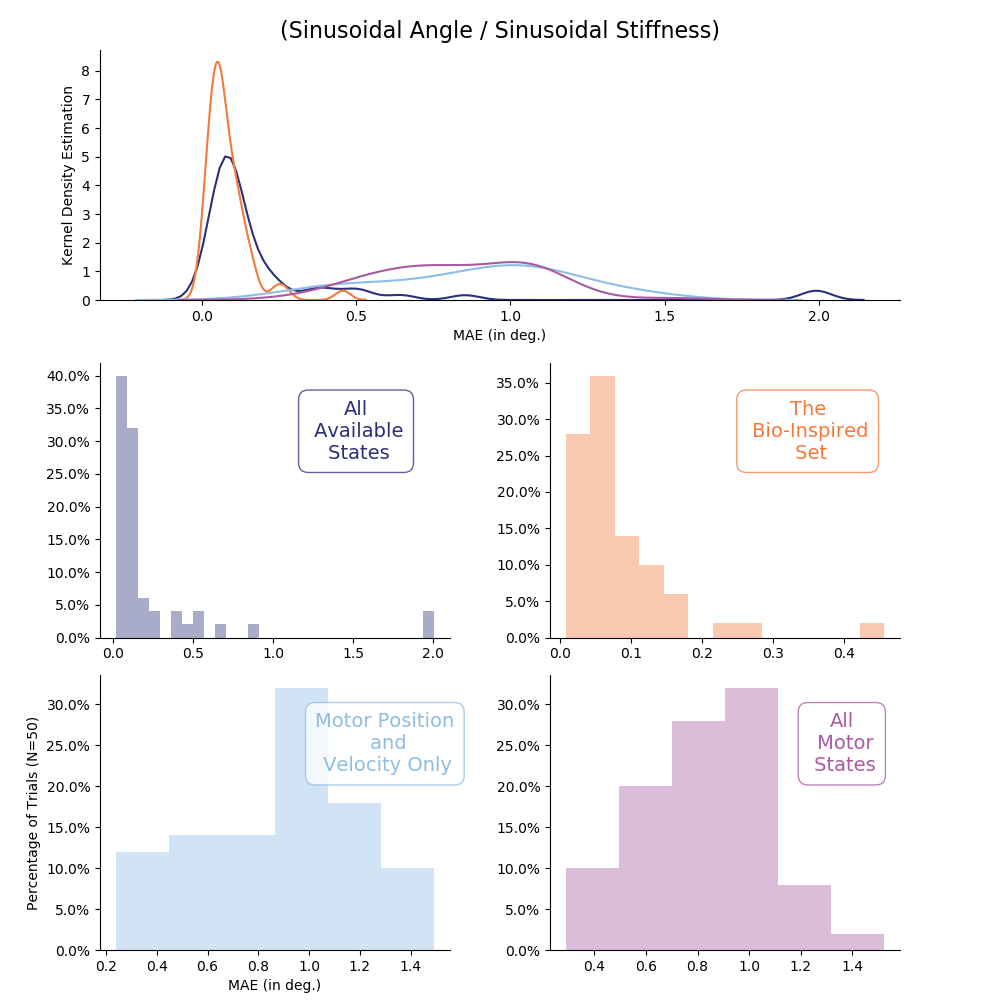 (Sinusoidal Angle / Sinusoidal Stiffness)
Kernel Density Estimation
8
7
6
5
4
3
2
1
0
0.0 0.5 1.0 1.5 2.0
MAE (in deg.)
40.0%
35.0%
30.0%
25.0%
20.0%
15.0%
10.0%
5.0%
0.0%
All
Available
States
0.0 0.5 1.0 1.5 2.0
35.0%
30.0%
25.0%
20.0%
15.0%
10.0%
5.0%
0.0%
The
Bio-Inspired
Set
0.0 0.1 0.2 0.3 0.4
Percentage of Trials (N=50)
30.0%
25.0%
20.0%
15.0%
10.0%
5.0%
0.0%
Motor Position
and
Velocity Only
0.2 0.4 0.6 0.8 1.0 1.2 1.4
MAE (in deg.)
30.0%
25.0%
20.0%
15.0%
10.0%
5.0%
0.0%
All
Motor
States
0.4 0.6 0.8 1.0 1.2 1.4